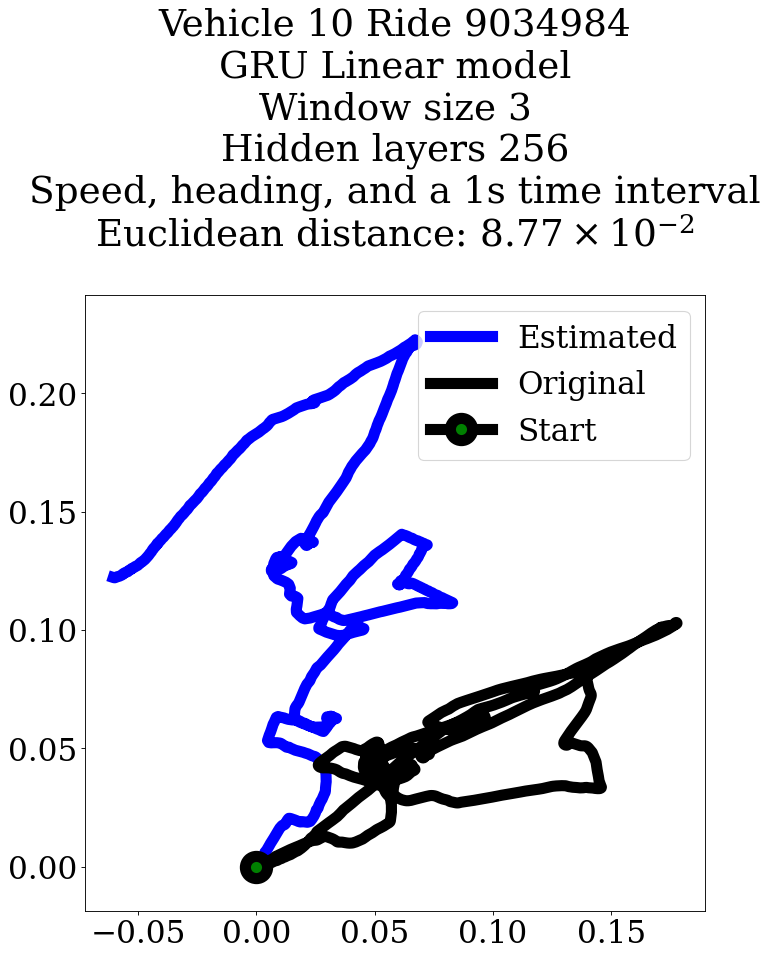 Vehicle 10 Ride 9034984
GRU Linear model
Window size 3
Hidden layers 256
Speed, heading, and a 1s time interval
Euclidean distance: 8.77 × 10⁻²
Estimated
Original
Start
0.20
0.15
0.10
0.05
0.00
−0.05 0.00 0.05 0.10 0.15